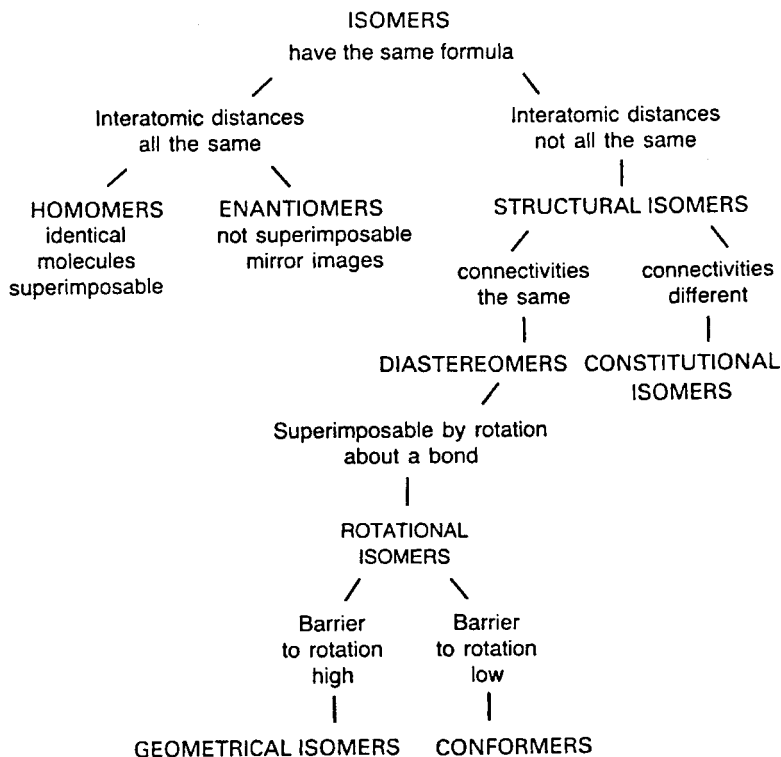 ISOMERS
have the same formula
Interatomic distances
all the same
Interatomic distances
not all the same
HOMOMERS
identical
molecules
superimposable
ENANTIOMERS
not superimposable
mirror images
STRUCTURAL ISOMERS
connectivities
the same
connectivities
different
DIASTEREOMERS
CONSTITUTIONAL
ISOMERS
Superimposable by rotation
about a bond
ROTATIONAL
ISOMERS
Barrier
to rotation
high
Barrier
to rotation
low
GEOMETRICAL ISOMERS
CONFORMERS